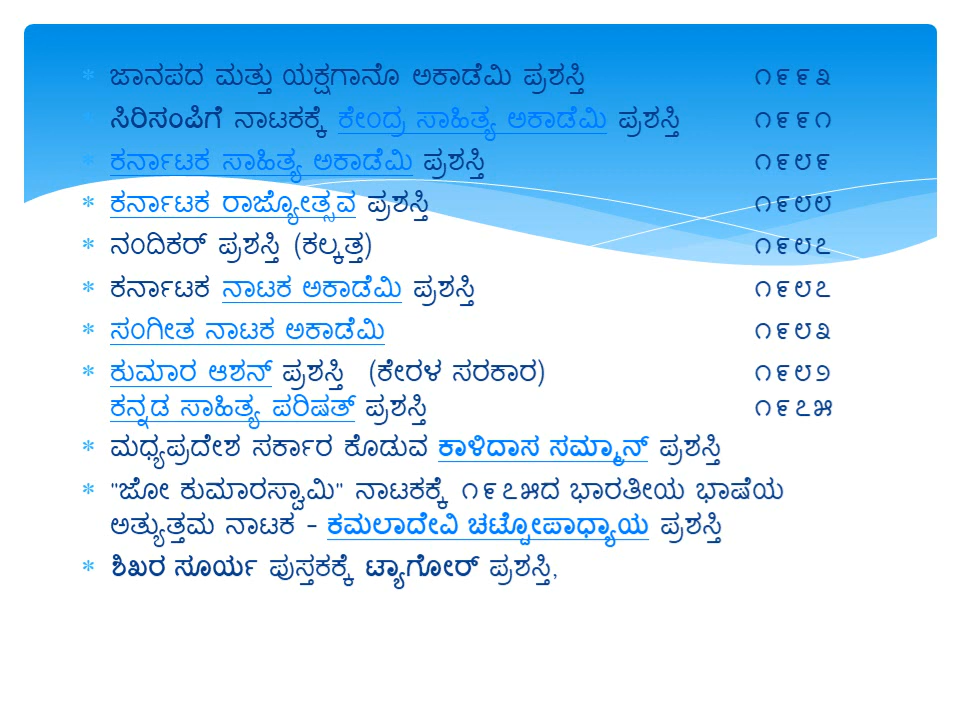 * ಜಾನಪದ ಮತ್ತು ಯಕ್ಷಗಾನೊ ಅಕಾಡೆಮಿ ಪ್ರಶಸ್ತಿ ೧೯೯೩
* ಸಿರಿಸಂಪಿಗೆ ನಾಟಕಕ್ಕೆ ಕೇಂದ್ರ ಸಾಹಿತ್ಯ ಅಕಾಡೆಮಿ ಪ್ರಶಸ್ತಿ ೧೯೯೧
* ಕರ್ನಾಟಕ ಸಾಹಿತ್ಯ ಅಕಾಡೆಮಿ ಪ್ರಶಸ್ತಿ ೧೯೮೯
* ಕರ್ನಾಟಕ ರಾಜ್ಯೋತ್ಸವ ಪ್ರಶಸ್ತಿ ೧೯೮೮
* ನಂದಿಕರ್ ಪ್ರಶಸ್ತಿ (ಕಲ್ಕತ್ತ) ೧೯೮೭
* ಕರ್ನಾಟಕ ನಾಟಕ ಅಕಾಡೆಮಿ ಪ್ರಶಸ್ತಿ ೧೯೮೭
* ಸಂಗೀತ ನಾಟಕ ಅಕಾಡೆಮಿ ೧೯೮೩
* ಕುಮಾರ ಆಶನ್ ಪ್ರಶಸ್ತಿ (ಕೇರಳ ಸರಕಾರ) ೧೯೮೨
ಕನ್ನಡ ಸಾಹಿತ್ಯ ಪರಿಷತ್ ಪ್ರಶಸ್ತಿ ೧೯೭೫
* ಮಧ್ಯಪ್ರದೇಶ ಸರ್ಕಾರ ಕೊಡುವ ಕಾಳಿದಾಸ ಸಮ್ಮಾನ್ ಪ್ರಶಸ್ತಿ
* "ಜೋ ಕುಮಾರಸ್ವಾಮಿ" ನಾಟಕಕ್ಕೆ ೧೯೭೫ದ ಭಾರತೀಯ ಭಾಷೆಯ
ಅತ್ಯುತ್ತಮ ನಾಟಕ – ಕಮಲಾದೇವಿ ಚಟ್ಟೋಪಾಧ್ಯಾಯ ಪ್ರಶಸ್ತಿ
* ಶಿಖರ ಸೂರ್ಯ ಪುಸ್ತಕಕ್ಕೆ ಟ್ಯಾಗೋರ್ ಪ್ರಶಸ್ತಿ,